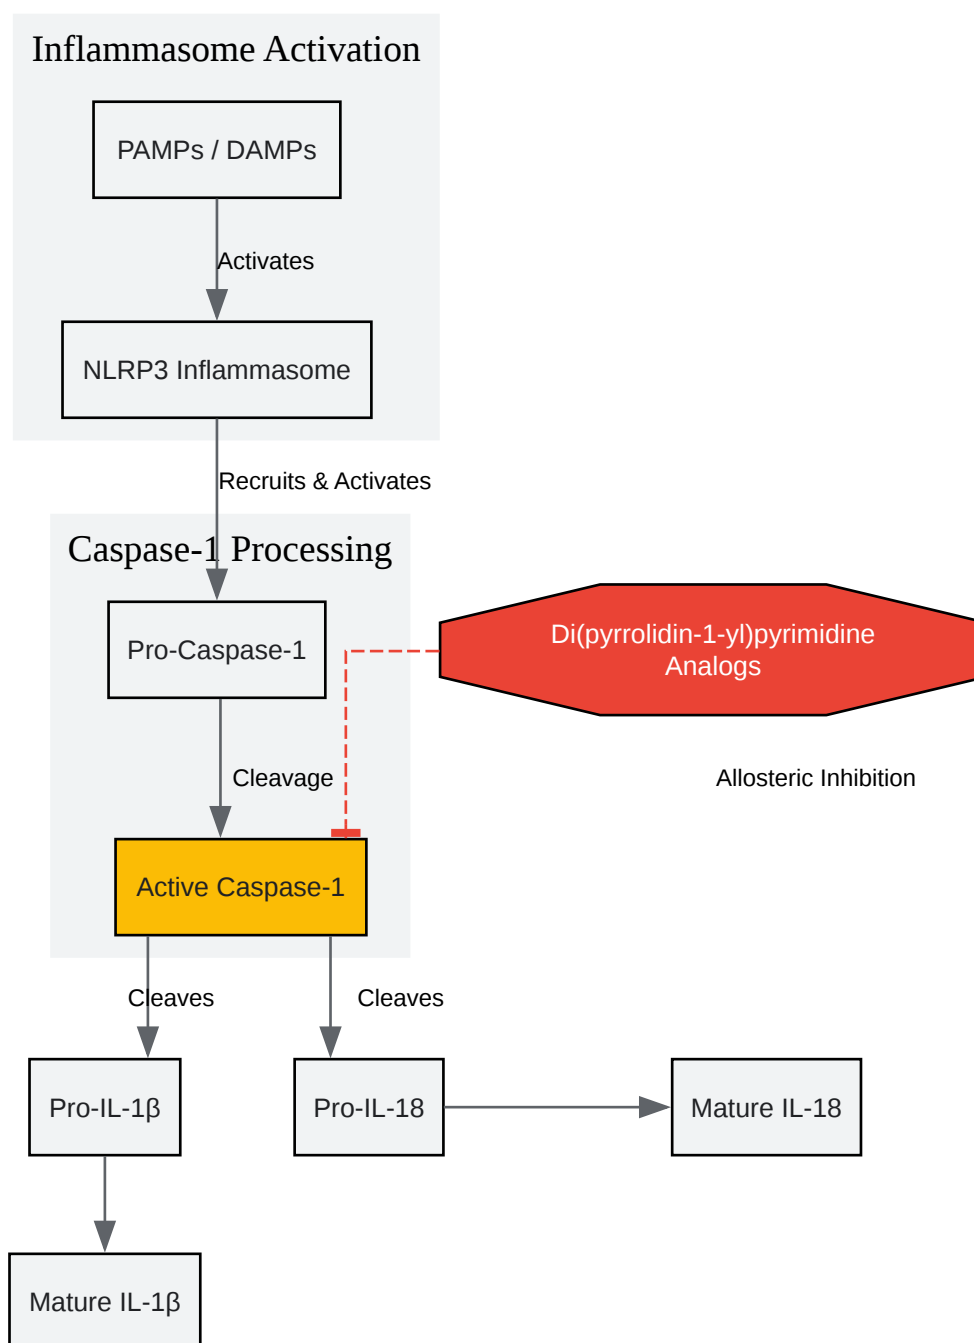 Inflammasome Activation
PAMPs / DAMPs
Activates
NLRP3 Inflammasome
Recruits & Activates
Caspase-1 Processing
Pro-Caspase-1
Di(pyrrolidin-1-yl)pyrimidine
Analogs
Cleavage
Allosteric Inhibition
Active Caspase-1
Cleaves
Cleaves
Pro-IL-1β
Pro-IL-18
Mature IL-18
Mature IL-1β